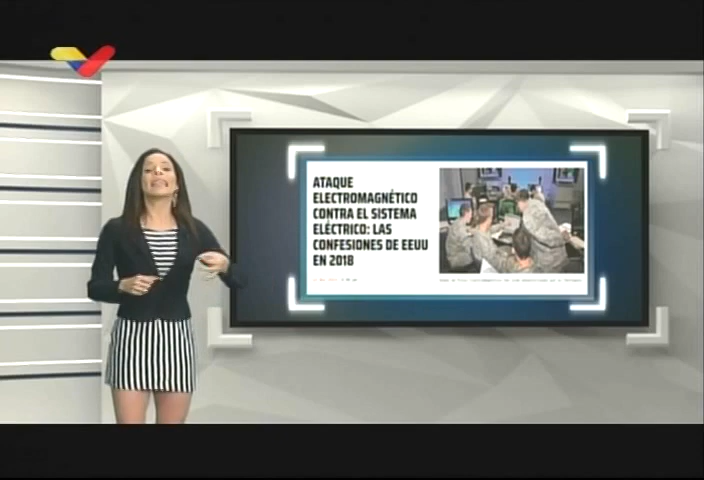 ATAQUE
ELECTROMAGNÉTICO
CONTRA EL SISTEMA
ELÉCTRICO: LAS
CONFESIONES DE EEUU
EN 2018